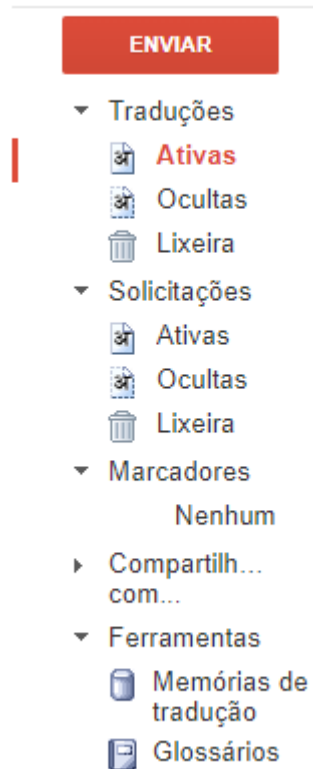 ENVIAR
Traduções
Ativas
Ocultas
Lixeira
Solicitações
Ativas
Ocultas
Lixeira
Marcadores
Nenhum
Compartilh...
com...
Ferramentas
Memórias de
tradução
Glossários